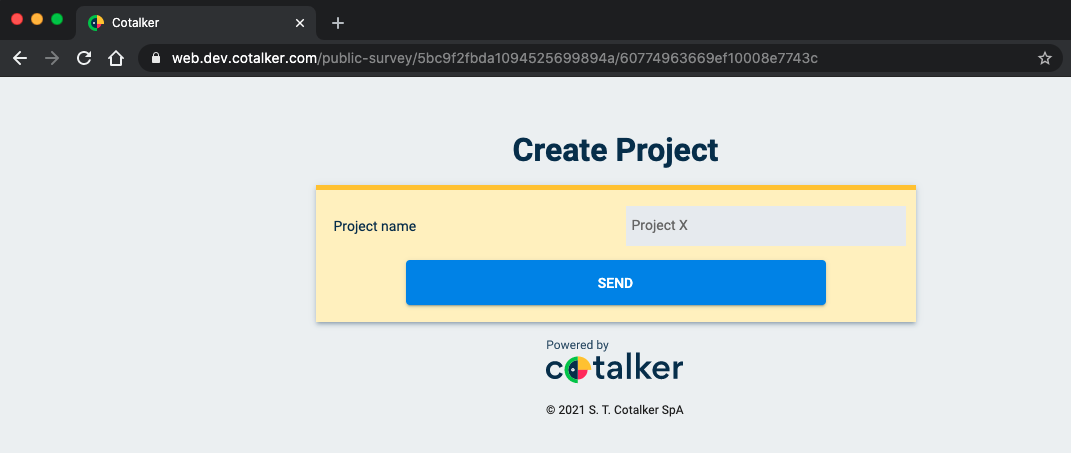 Cotalker
web.dev.cotalker.com/public-survey/5bc9f2fbda1094525699894a/60774963669ef10008e7743c
Create Project
Project name
Project X
SEND
Powered by
cotalker
© 2021 S. T. Cotalker SpA